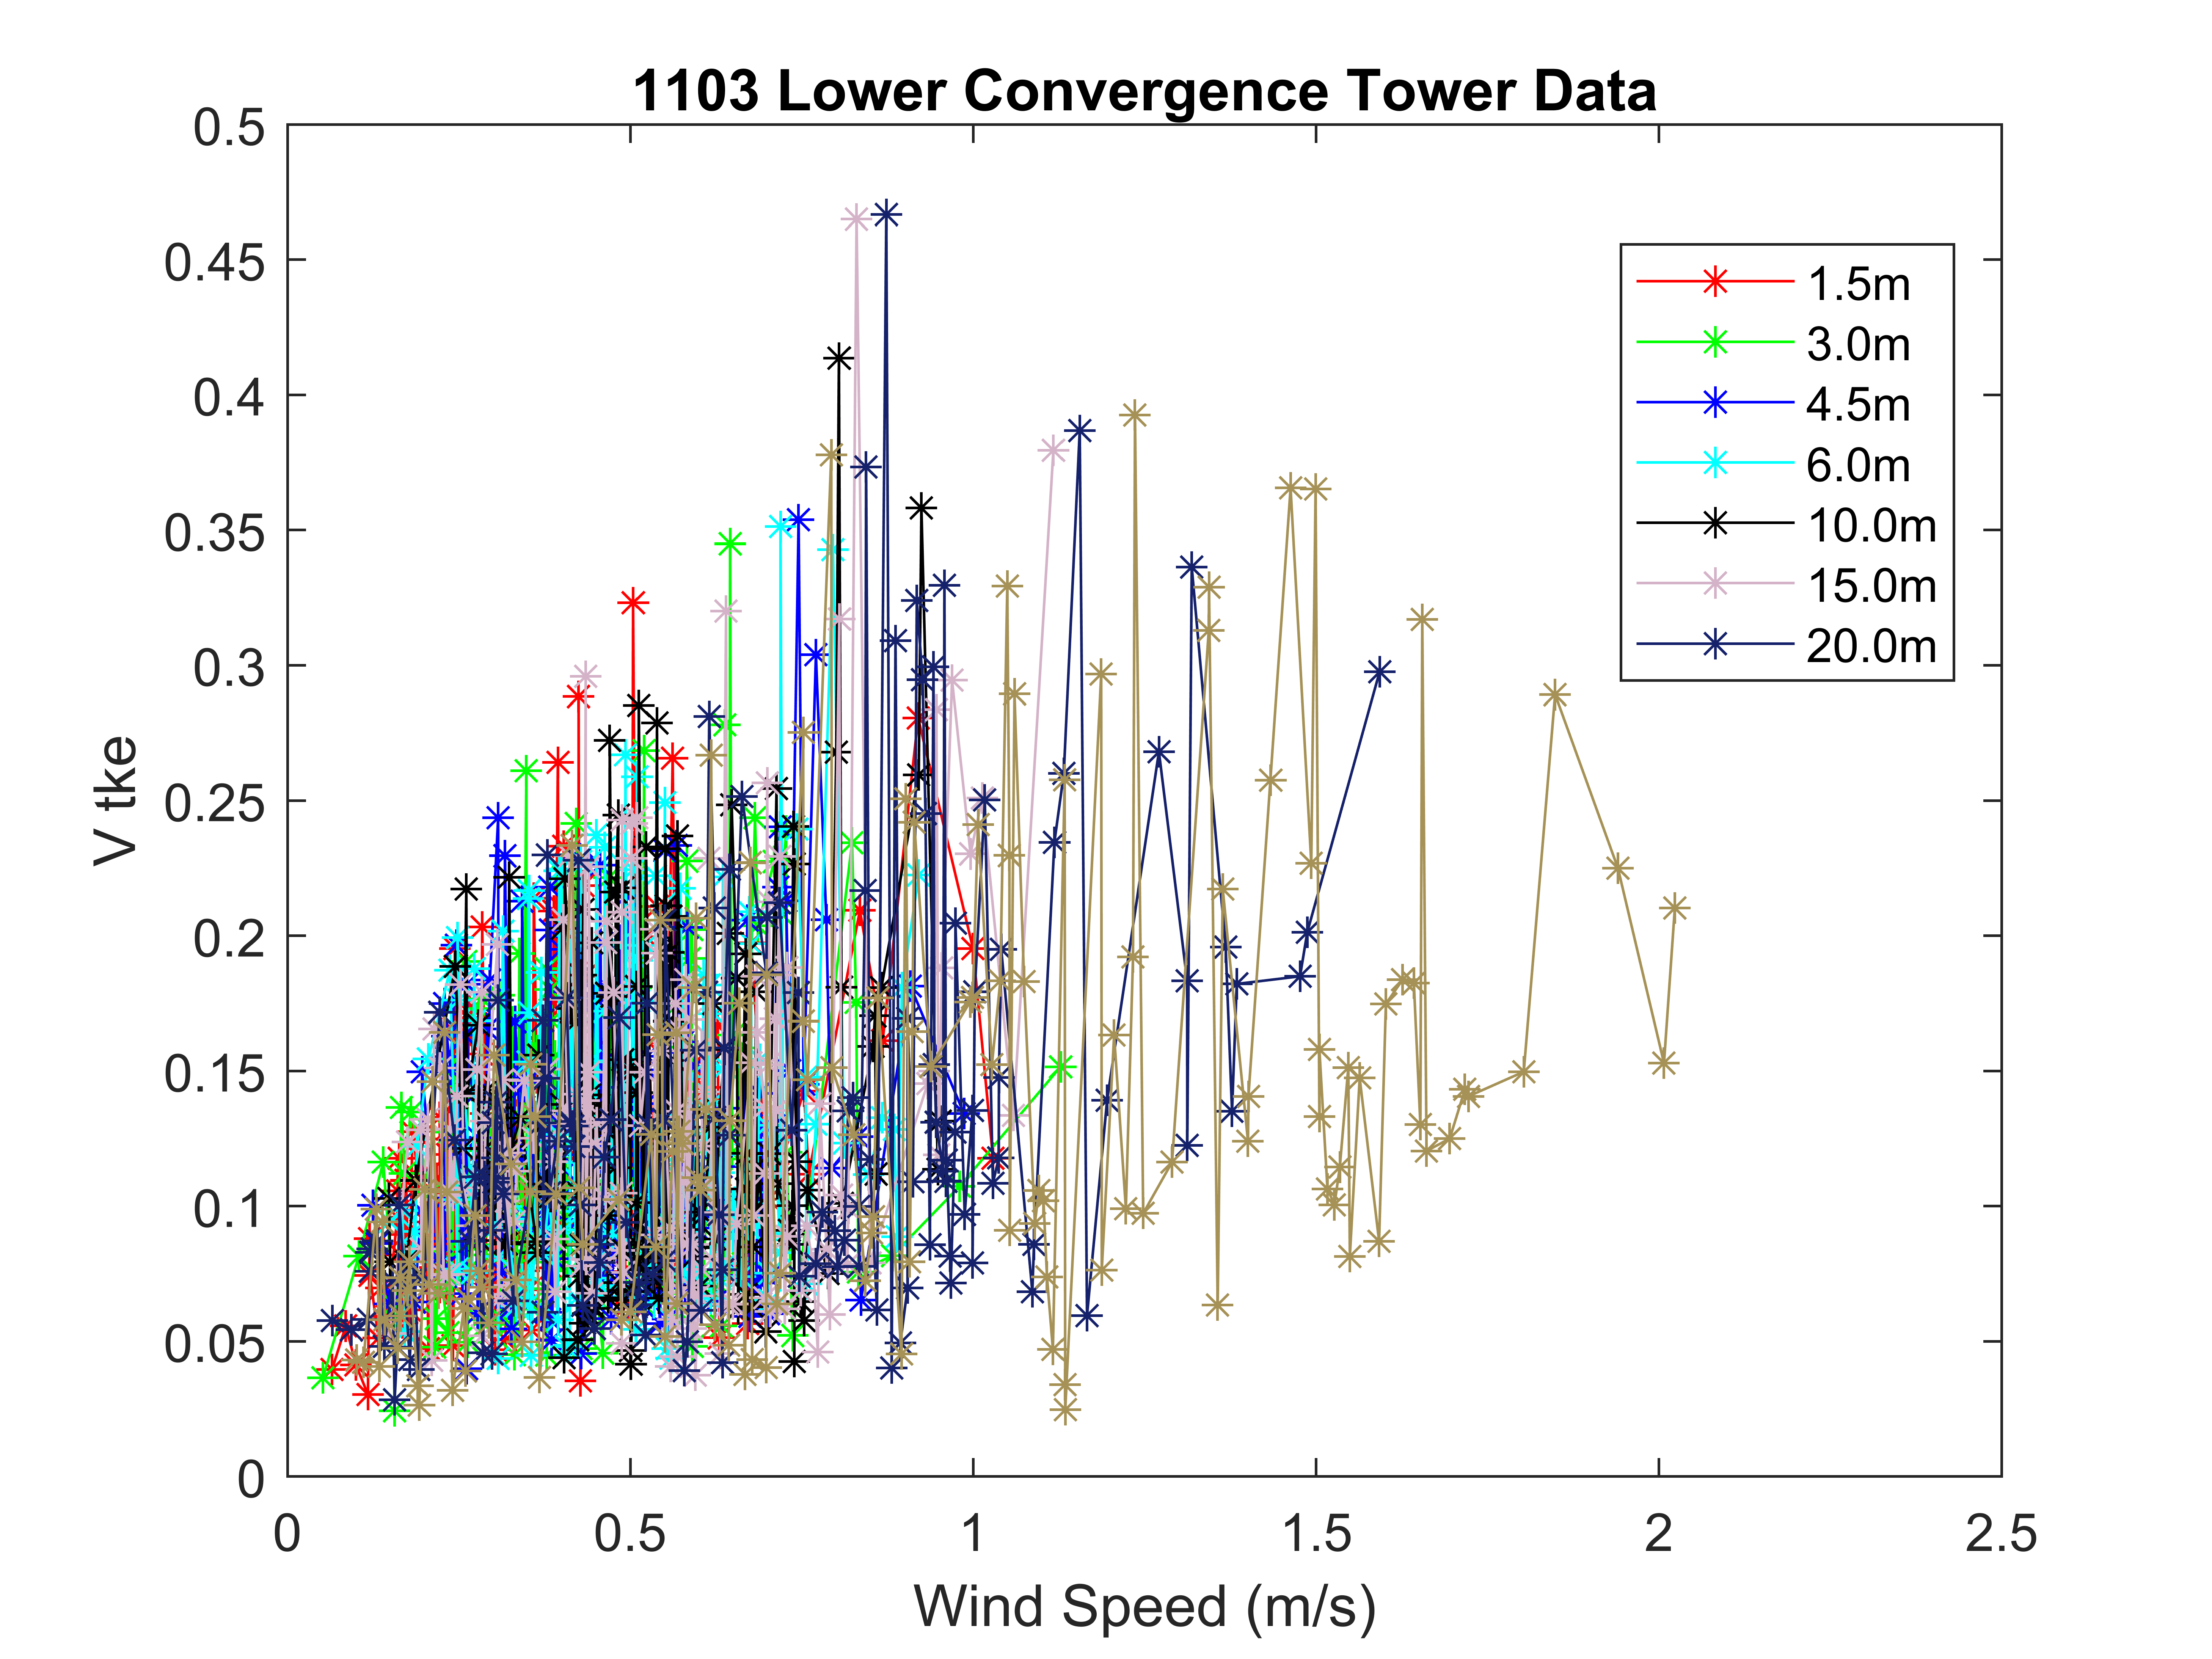 1103 Lower Convergence Tower Data
0.5
0.45
0.4
0.35
0.3
0.25
0.2
0.15
0.1
0.05
0
V tke
1.5m
3.0m
4.5m
6.0m
10.0m
15.0m
20.0m
0 0.5 1 1.5 2 2.5
Wind Speed (m/s)